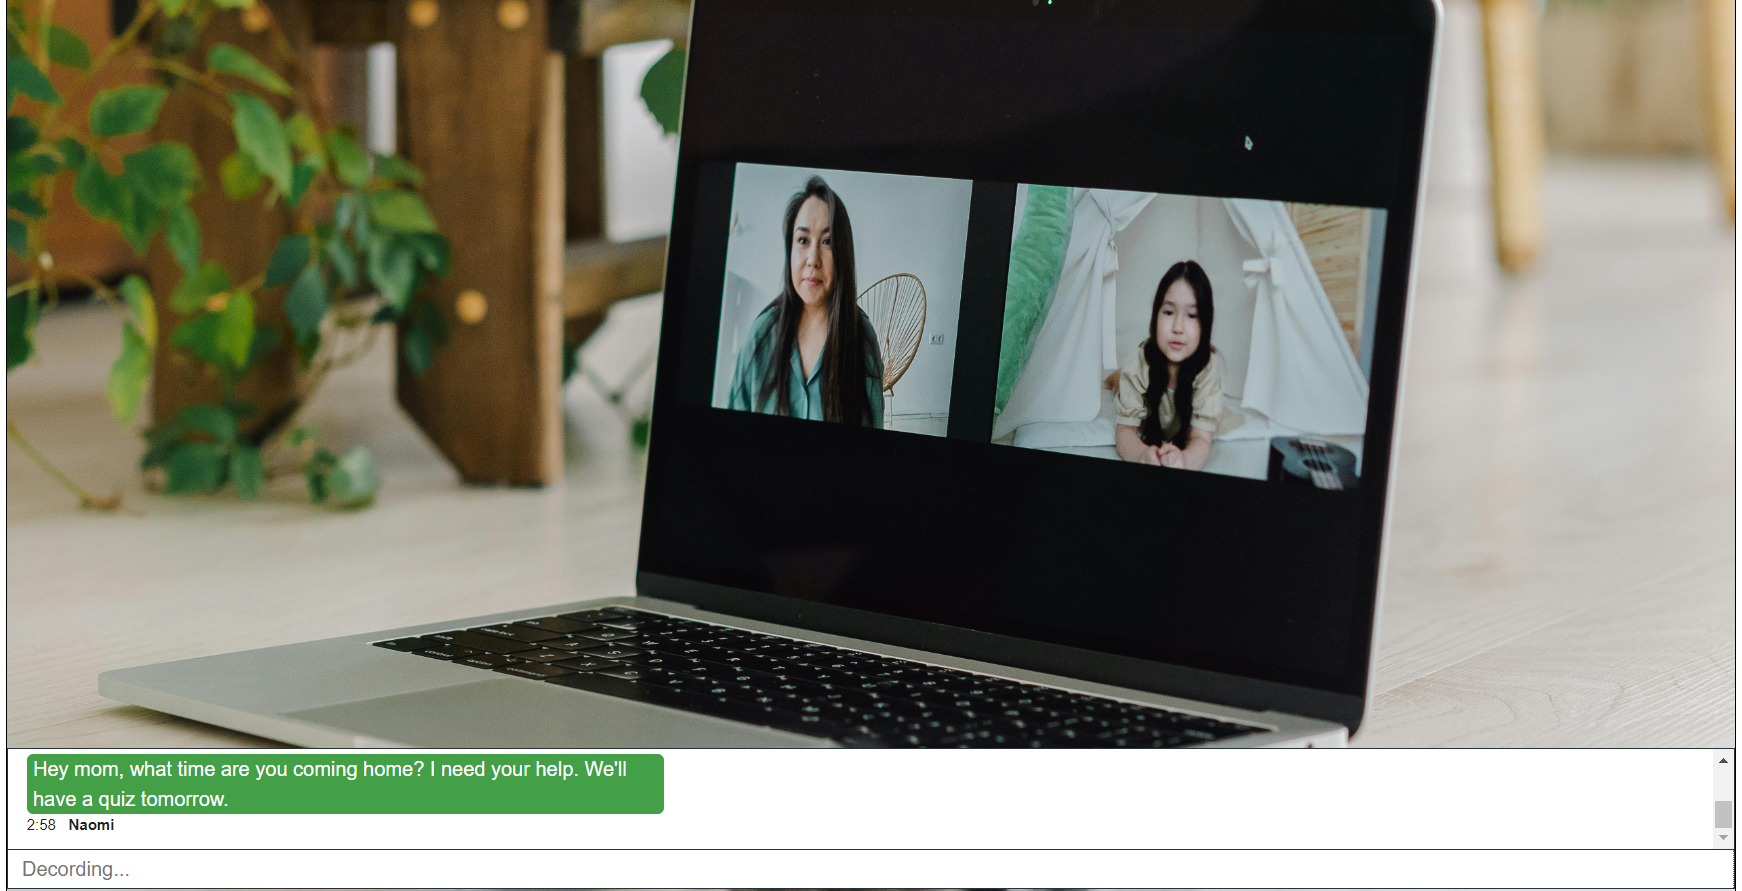 Hey mom, what time are you coming home? I need your help. We'll
have a quiz tomorrow.
2:58 Naomi
Decording...